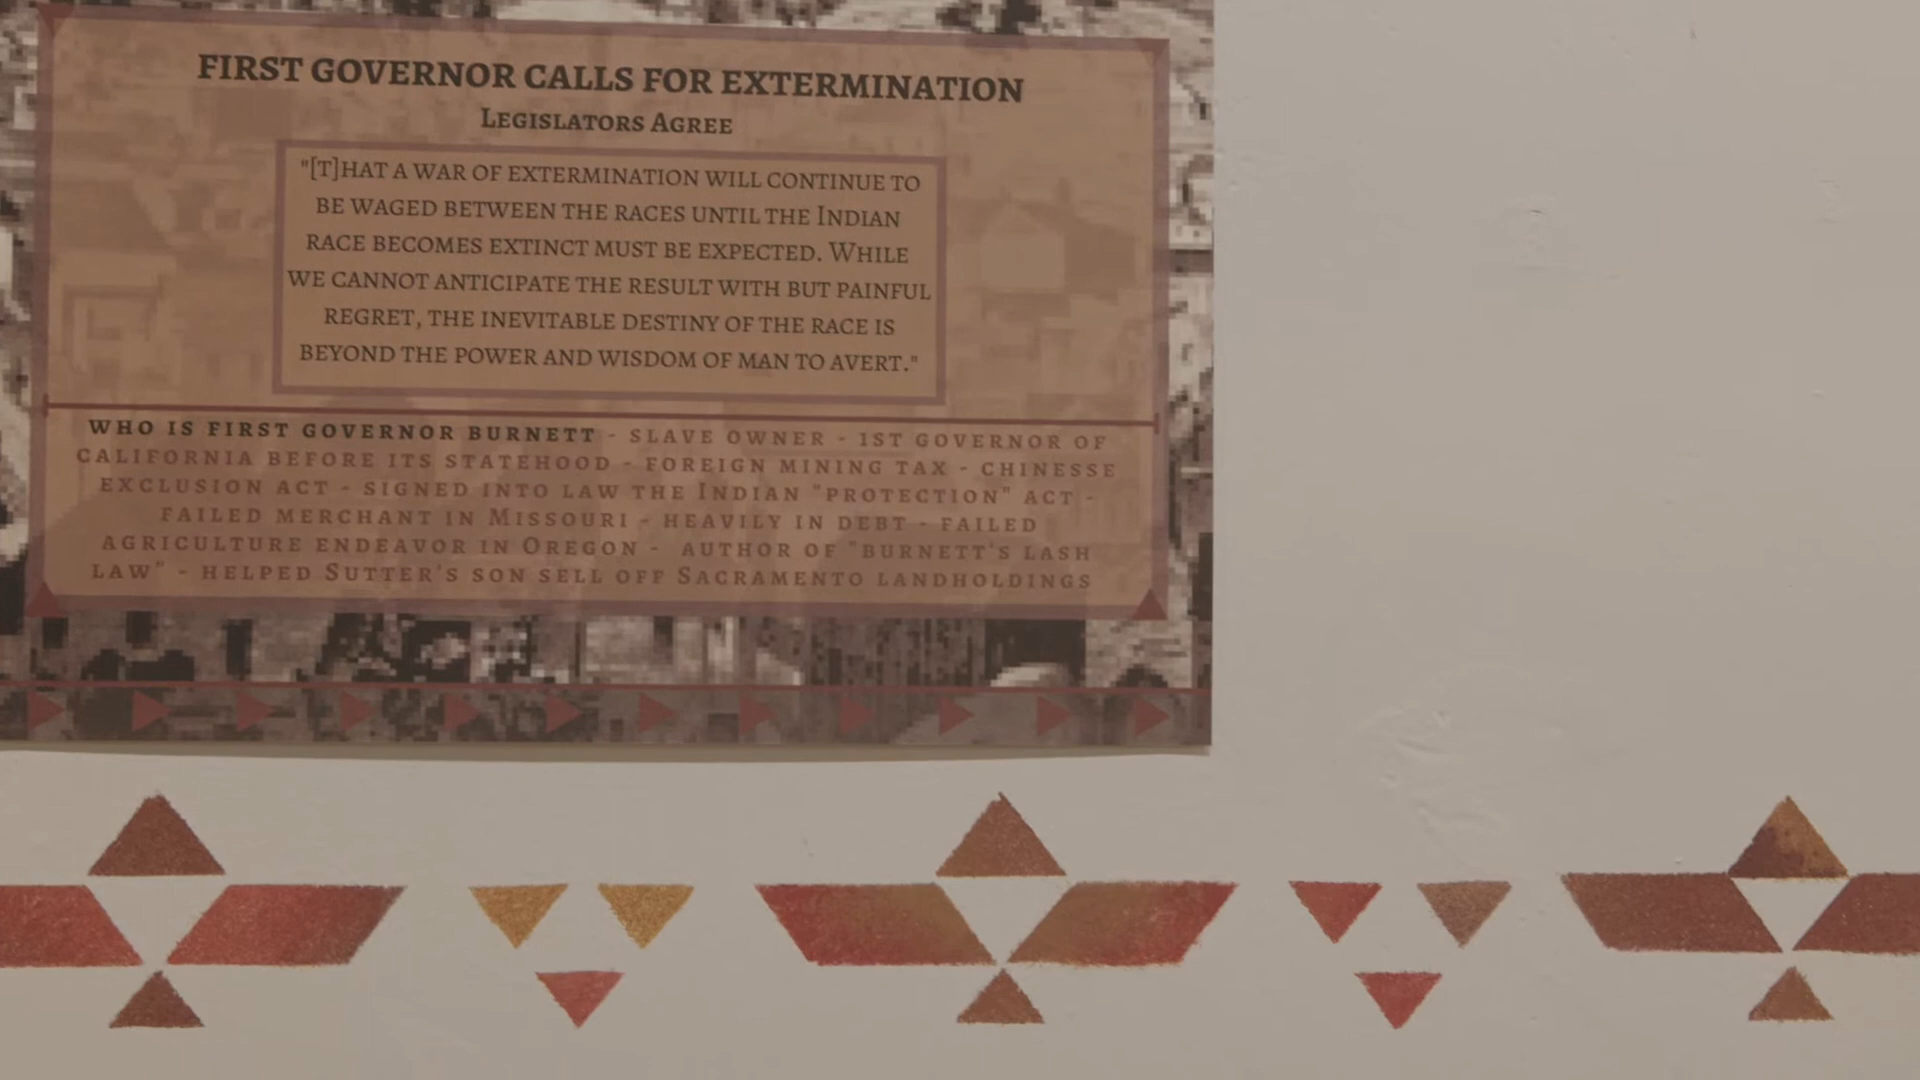 FIRST GOVERNOR CALLS FOR EXTERMINATION
LEGISLATORS AGREE
"[T]HAT A WAR OF EXTERMINATION WILL CONTINUE TO
BE WAGED BETWEEN THE RACES UNTIL THE INDIAN
RACE BECOMES EXTINCT MUST BE EXPECTED. WHILE
WE CANNOT ANTICIPATE THE RESULT WITH BUT PAINFUL
REGRET, THE INEVITABLE DESTINY OF THE RACE IS
BEYOND THE POWER AND WISDOM OF MAN TO AVERT."
WHO IS FIRST GOVERNOR BURNETT - SLAVE OWNER - 1ST GOVERNOR OF
CALIFORNIA BEFORE ITS STATEHOOD - FOREIGN MINING TAX - CHINESSE
EXCLUSION ACT - SIGNED INTO LAW THE INDIAN "PROTECTION" ACT -
FAILED MERCHANT IN MISSOURI - HEAVILY IN DEBT - FAILED
AGRICULTURE ENDEAVOR IN OREGON - AUTHOR OF "BURNETT'S LASH
LAW" - HELPED SUTTER'S SON SELL OFF SACRAMENTO LANDHOLDINGS